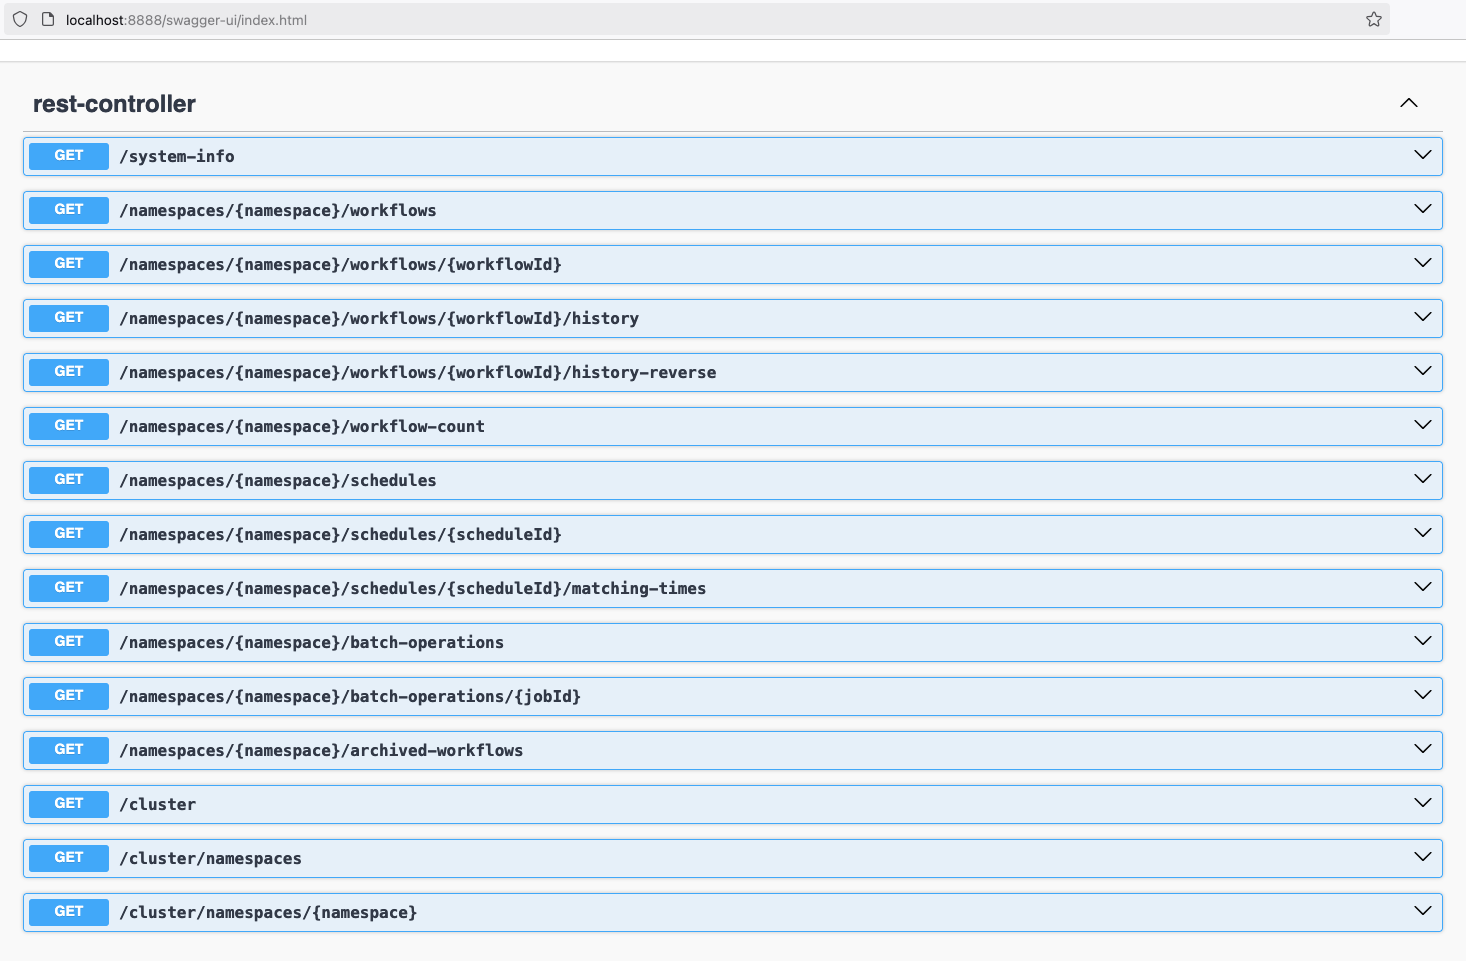 localhost:8888/swagger-ui/index.html
rest-controller
GET /system-info
GET /namespaces/{namespace}/workflows
GET /namespaces/{namespace}/workflows/{workflowId}
GET /namespaces/{namespace}/workflows/{workflowId}/history
GET /namespaces/{namespace}/workflows/{workflowId}/history-reverse
GET /namespaces/{namespace}/workflow-count
GET /namespaces/{namespace}/schedules
GET /namespaces/{namespace}/schedules/{scheduleId}
GET /namespaces/{namespace}/schedules/{scheduleId}/matching-times
GET /namespaces/{namespace}/batch-operations
GET /namespaces/{namespace}/batch-operations/{jobId}
GET /namespaces/{namespace}/archived-workflows
GET /cluster
GET /cluster/namespaces
GET /cluster/namespaces/{namespace}